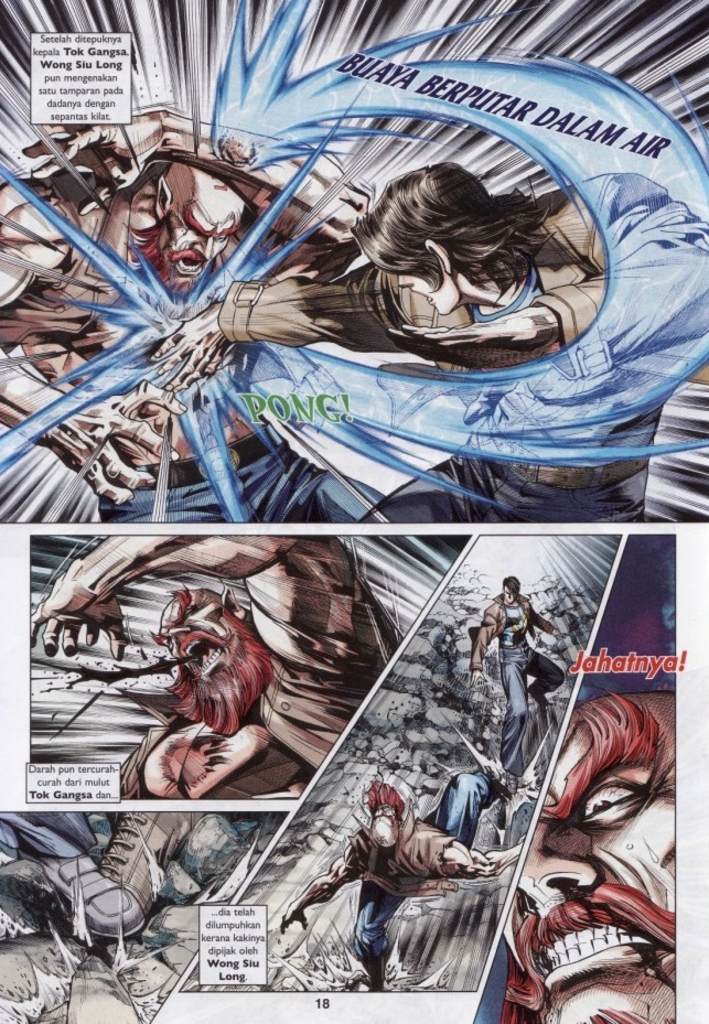 Setelah ditepuknya
kepala Tok Gangsa,
Wong Siu Long
pun mengenakan
satu tamparan pada
dadanya dengan
sepantas kilat.
BUAYA BERPUTAR DALAM AIR
PONG!
Darah pun tercurah-
curah dari mulut
Tok Gangsa dan...
Jahatnya!
...dia telah
dilumpuhkan
kerana kakinya
dipijak oleh
Wong Siu
Long.
18